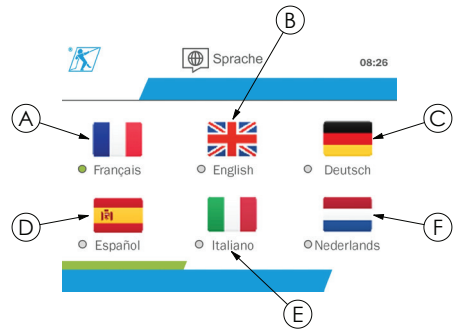 B
Sprache
08:26
A
C
Français
English
Deutsch
D
F
Español
Italiano
Nederlands
E